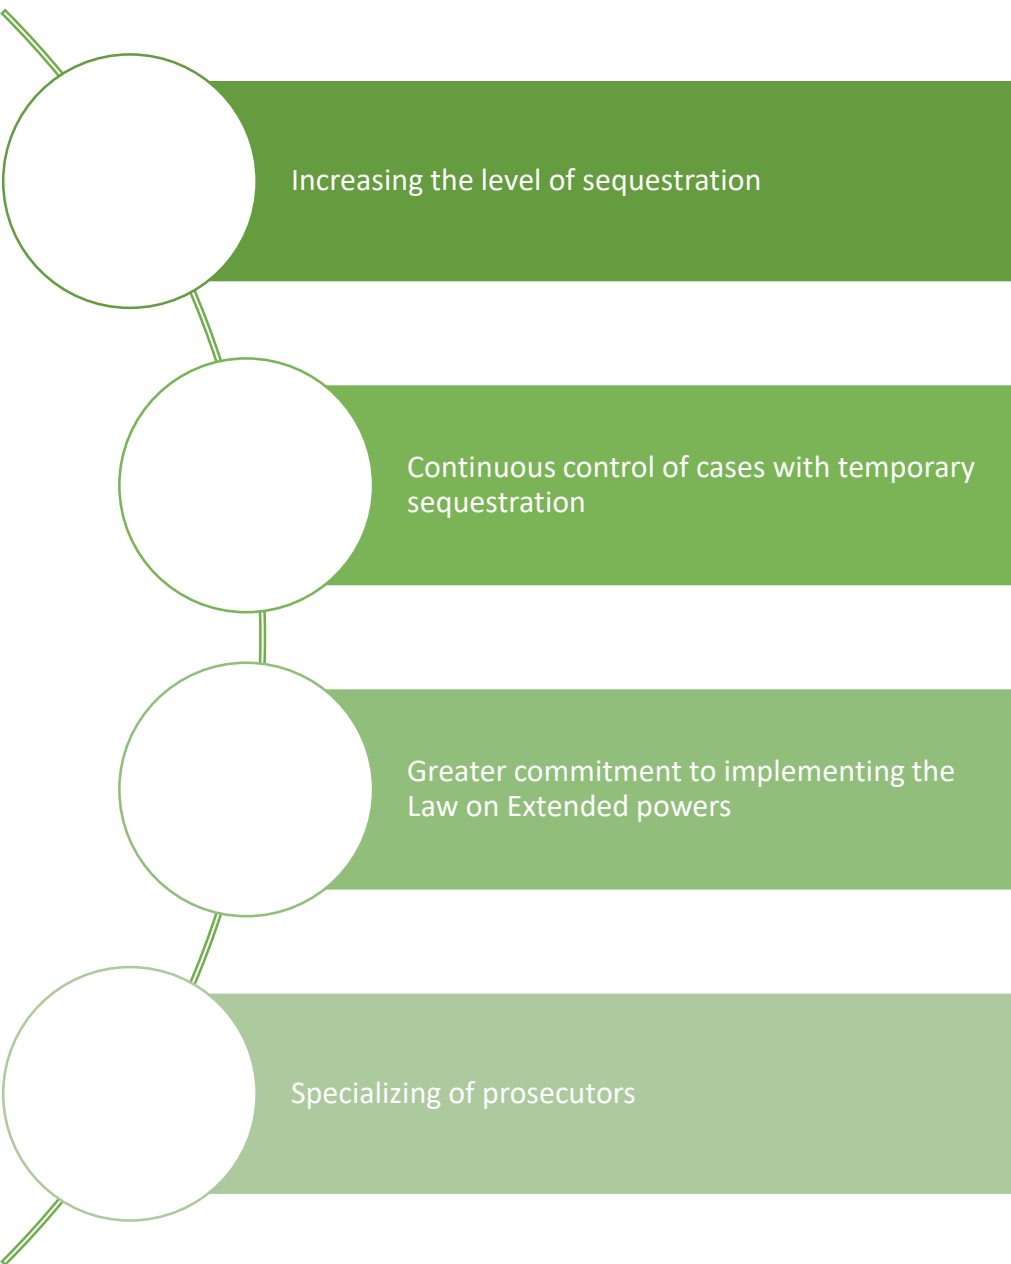 Increasing the level of sequestration
Continuous control of cases with temporary
sequestration
Greater commitment to implementing the
Law on Extended powers
Specializing of prosecutors